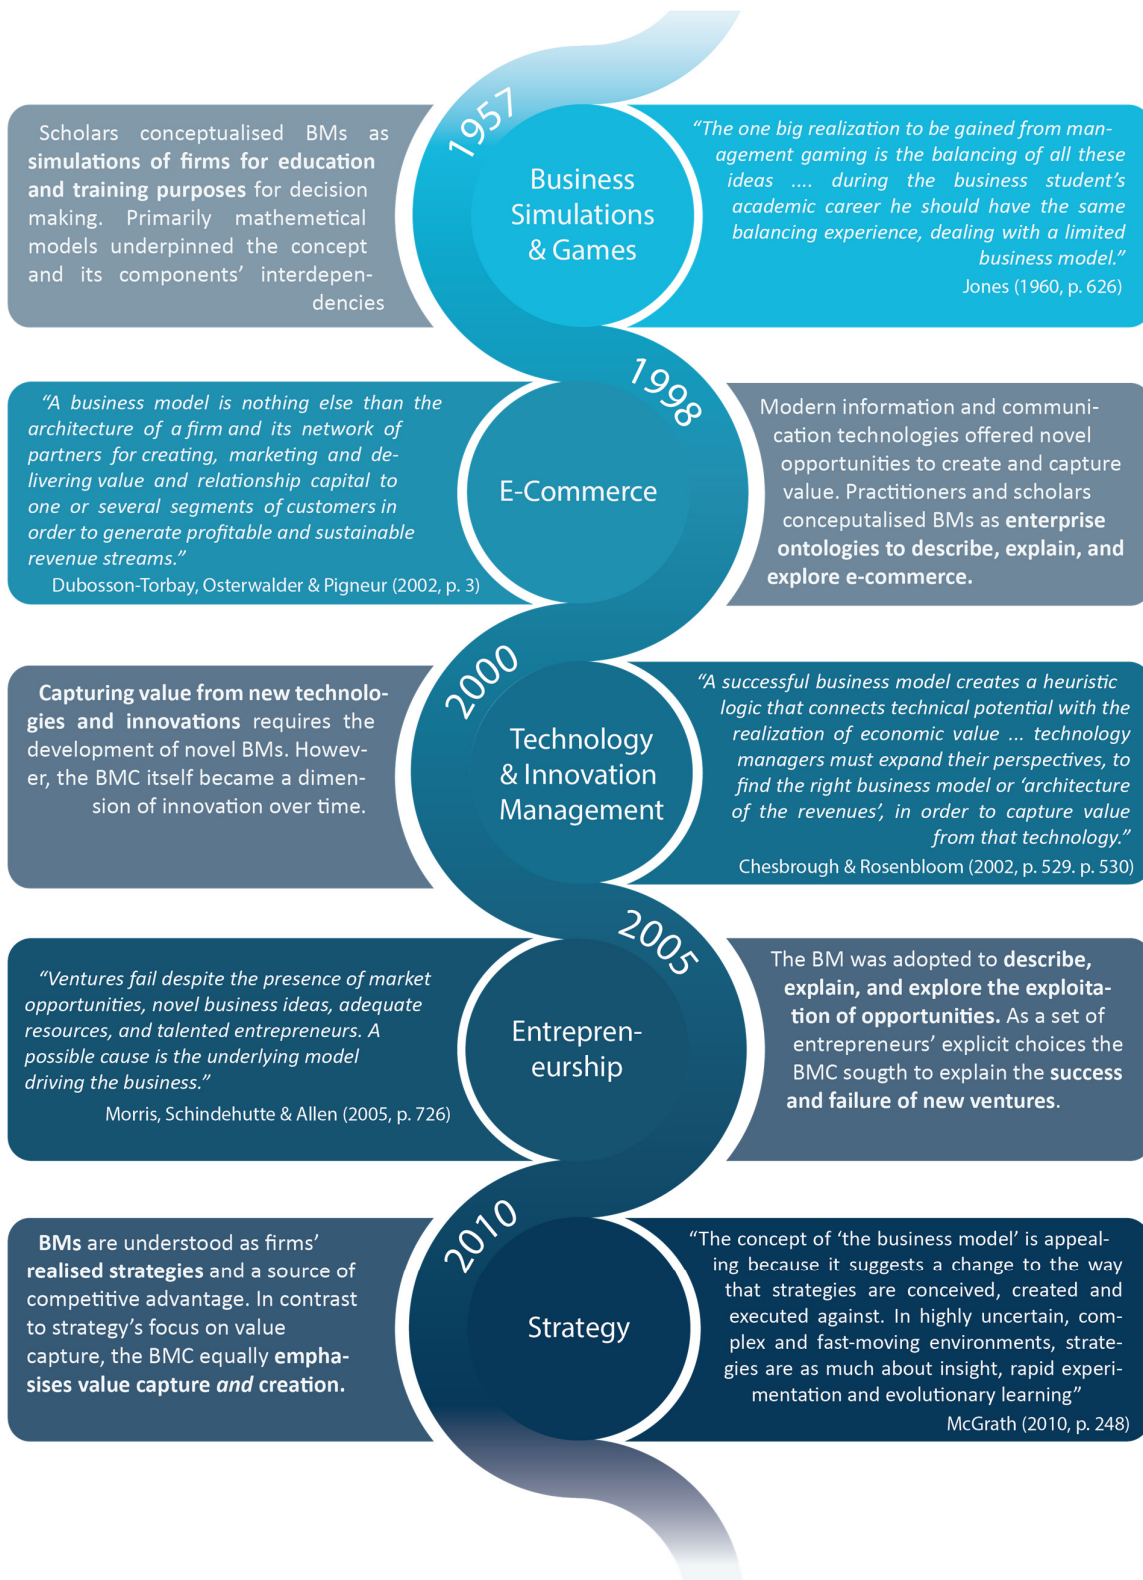 1957
Scholars conceptualised BMs as
simulations of firms for education
and training purposes for decision
making. Primarily mathemetical
models underpinned the concept
and its components’ interdepen-
dencies
Business
Simulations
& Games
“The one big realization to be gained from man-
agement gaming is the balancing of all these
ideas .... during the business student’s
academic career he should have the same
balancing experience, dealing with a limited
business model.”
Jones (1960, p. 626)
1998
“A business model is nothing else than the
architecture of a firm and its network of
partners for creating, marketing and de-
livering value and relationship capital to
one or several segments of customers in
order to generate profitable and sustainable
revenue streams.”
Dubosson-Torbay, Osterwalder & Pigneur (2002, p. 3)
E-Commerce
Modern information and communi-
cation technologies offered novel
opportunities to create and capture
value. Practitioners and scholars
conceputalised BMs as enterprise
ontologies to describe, explain, and
explore e-commerce.
2000
Capturing value from new technolo-
gies and innovations requires the
development of novel BMs. Howev-
er, the BMC itself became a dimen-
sion of innovation over time.
Technology
& Innovation
Management
“A successful business model creates a heuristic
logic that connects technical potential with the
realization of economic value ... technology
managers must expand their perspectives, to
find the right business model or ‘architecture
of the revenues’, in order to capture value
from that technology.”
Chesbrough & Rosenbloom (2002, p. 529. p. 530)
2005
“Ventures fail despite the presence of market
opportunities, novel business ideas, adequate
resources, and talented entrepreneurs. A
possible cause is the underlying model
driving the business.”
Morris, Schindehutte & Allen (2005, p. 726)
Entrepren-
eurship
The BM was adopted to describe,
explain, and explore the exploita-
tion of opportunities. As a set of
entrepreneurs’ explicit choices the
BMC sougth to explain the success
and failure of new ventures.
2010
BMs are understood as firms’
realised strategies and a source of
competitive advantage. In contrast
to strategy’s focus on value
capture, the BMC equally empha-
sises value capture and creation.
Strategy
“The concept of ‘the business model’ is appeal-
ing because it suggests a change to the way
that strategies are conceived, created and
executed against. In highly uncertain, com-
plex and fast-moving environments, strate-
gies are as much about insight, rapid experi-
mentation and evolutionary learning”
McGrath (2010, p. 248)